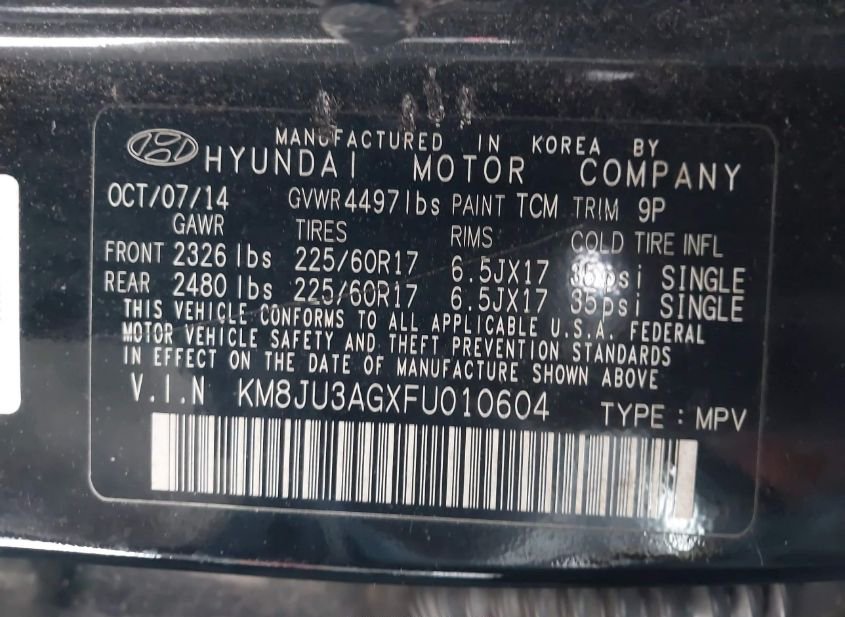 MANUFACTURED IN KOREA BY
HYUNDAI MOTOR COMPANY
OCT/07/14 GVWR 4497 lbs PAINT TCM TRIM 9P
GAWR TIRES RIMS COLD TIRE INFL
FRONT 2326 lbs 225/60R17 6.5JX17 35psi SINGLE
REAR 2480 lbs 225/60R17 6.5JX17 35psi SINGLE
THIS VEHICLE CONFORMS TO ALL APPLICABLE U.S.A. FEDERAL
MOTOR VEHICLE SAFETY AND THEFT PREVENTION STANDARDS
IN EFFECT ON THE DATE OF MANUFACTURE SHOWN ABOVE
V.I.N KM8JU3AGXFU010604 TYPE : MPV